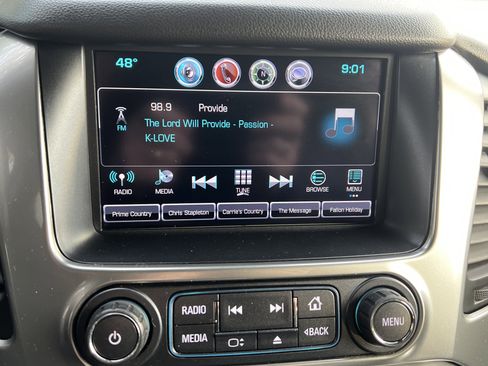 48° N 9:01
98.9 Provide
The Lord Will Provide - Passion -
FM K-LOVE
RADIO MEDIA TUNE BROWSE MENU
Prime Country Chris Stapleton Carrie's Country The Message Fallon Holiday
RADIO
MEDIA BACK
MENU